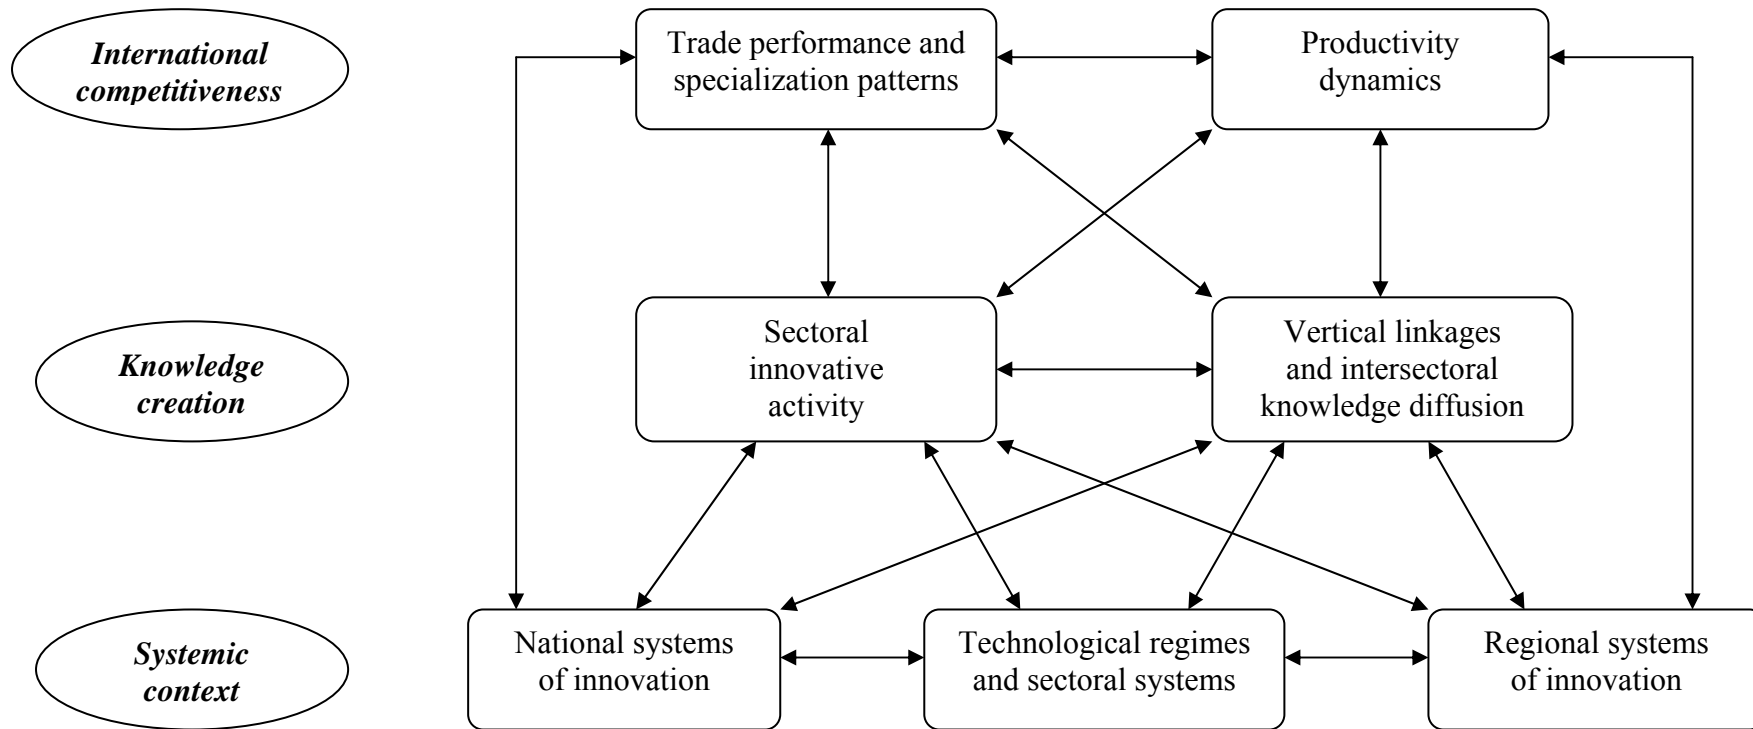 International
competitiveness
Trade performance and
specialization patterns
Productivity
dynamics
Knowledge
creation
Sectoral
innovative
activity
Vertical linkages
and intersectoral
knowledge diffusion
Systemic
context
National systems
of innovation
Technological regimes
and sectoral systems
Regional systems
of innovation